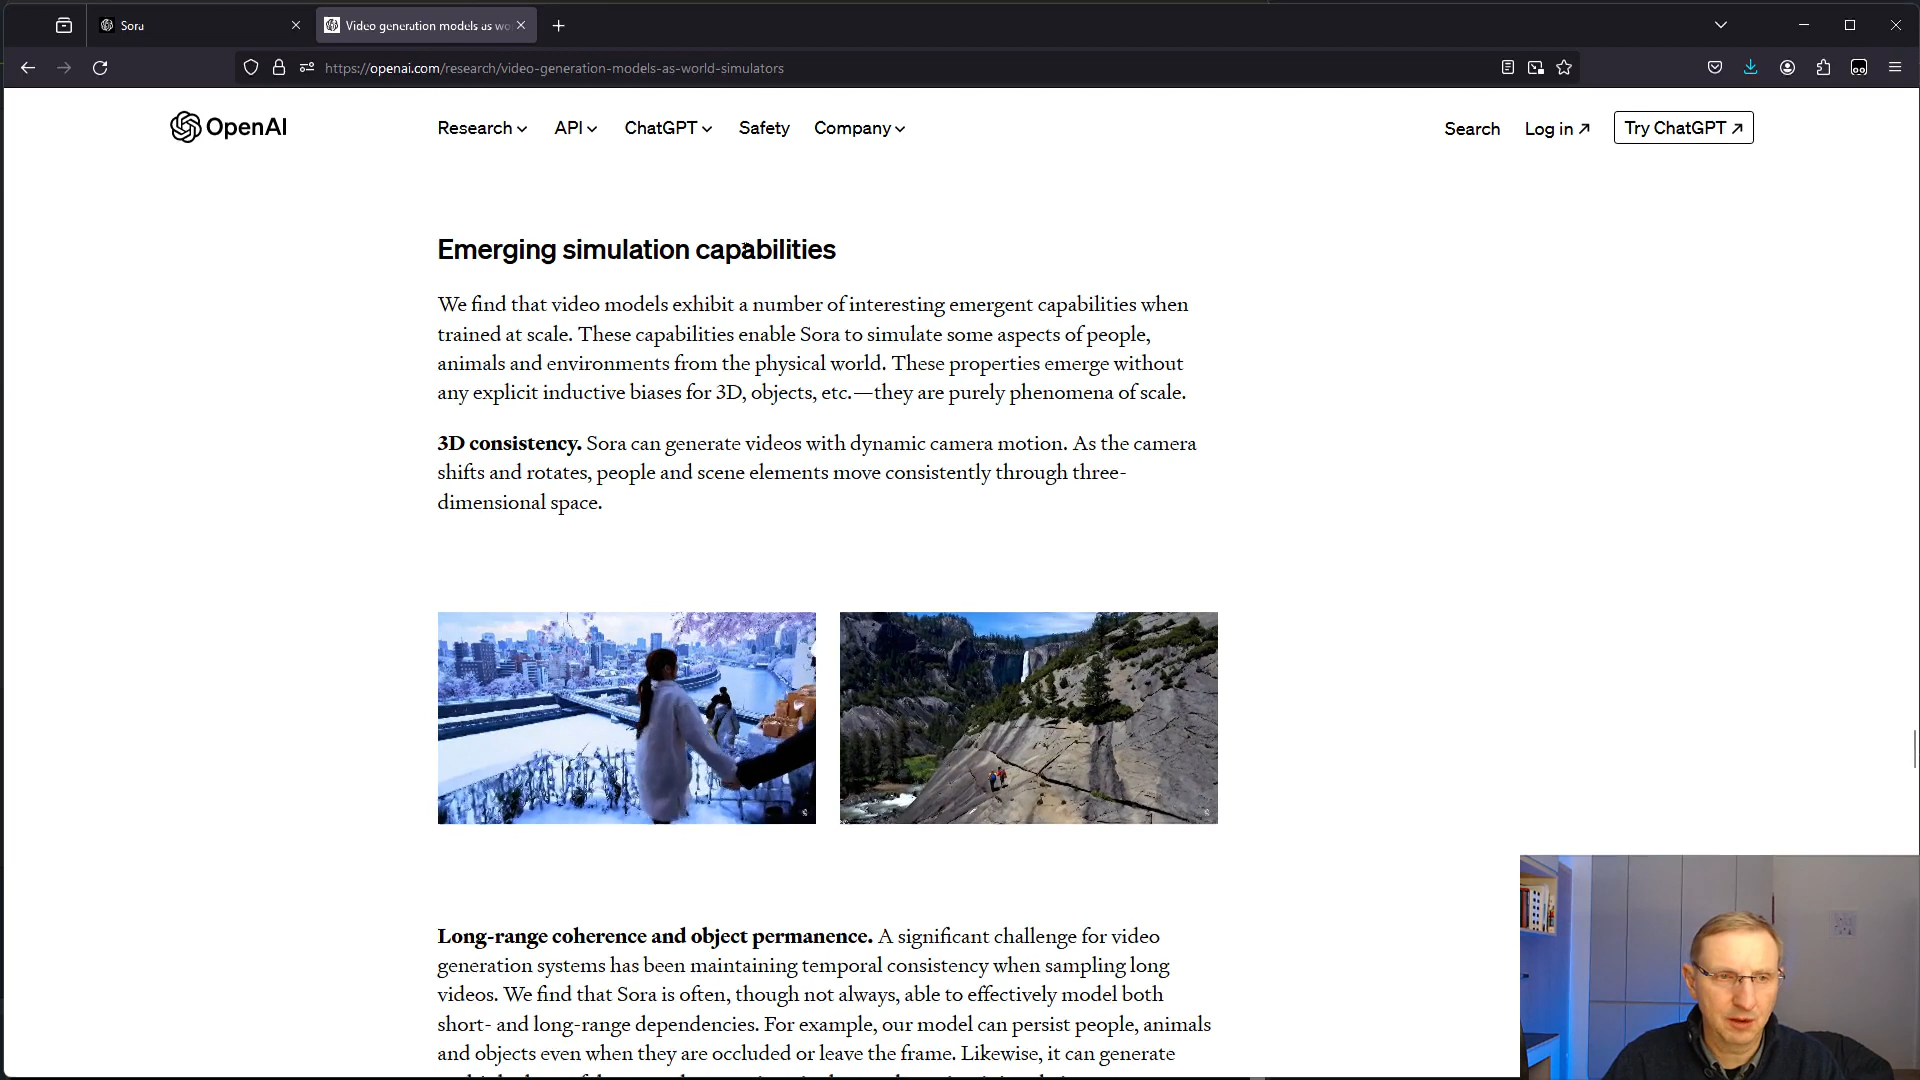 Sora
Video generation models as wo
https://openai.com/research/video-generation-models-as-world-simulators
OpenAI
Research
API
ChatGPT
Safety
Company
Search
Log in ↗
Try ChatGPT ↗
Emerging simulation capabilities
We find that video models exhibit a number of interesting emergent capabilities when
trained at scale. These capabilities enable Sora to simulate some aspects of people,
animals and environments from the physical world. These properties emerge without
any explicit inductive biases for 3D, objects, etc.—they are purely phenomena of scale.
3D consistency. Sora can generate videos with dynamic camera motion. As the camera
shifts and rotates, people and scene elements move consistently through three-
dimensional space.
Long-range coherence and object permanence. A significant challenge for video
generation systems has been maintaining temporal consistency when sampling long
videos. We find that Sora is often, though not always, able to effectively model both
short- and long-range dependencies. For example, our model can persist people, animals
and objects even when they are occluded or leave the frame. Likewise, it can generate